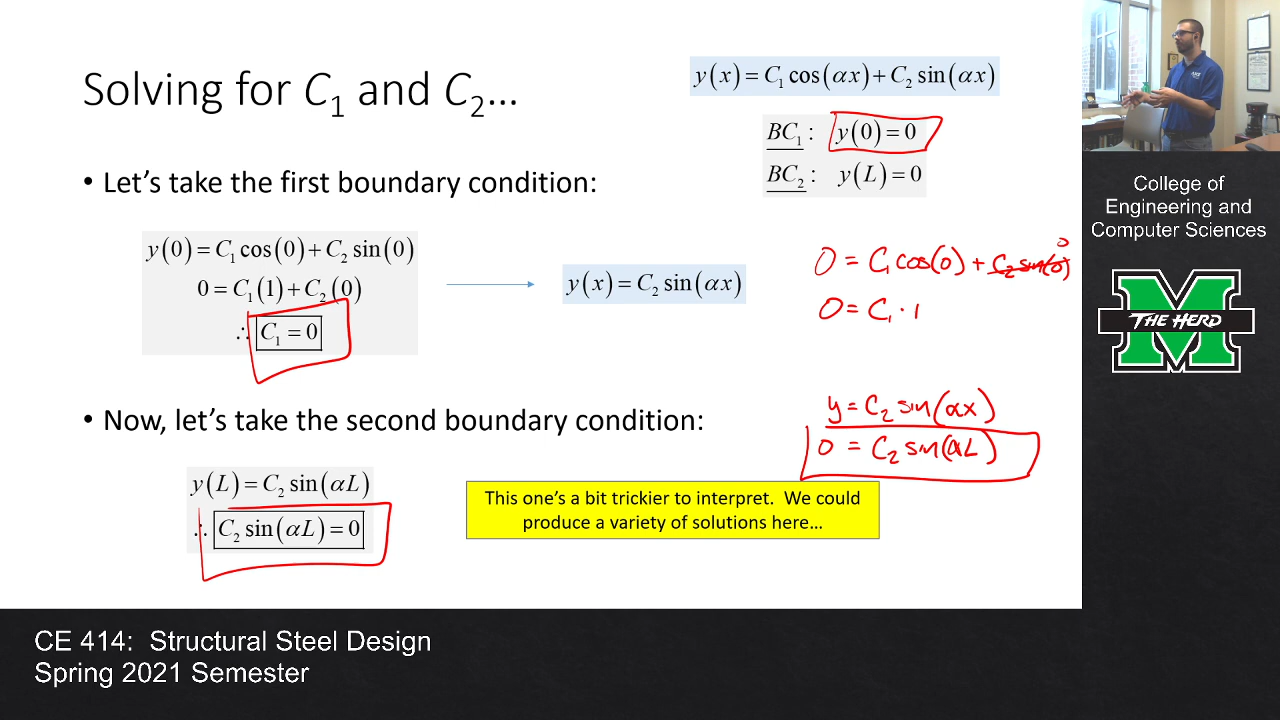 Solving for C₁ and C₂…
y(x) = C₁ cos(αx) + C₂ sin(αx)
BC₁ : y(0) = 0
BC₂ : y(L) = 0
• Let's take the first boundary condition:
y(0) = C₁ cos(0) + C₂ sin(0)
0 = C₁(1) + C₂(0)
∴ C₁ = 0
y(x) = C₂ sin(αx)
0 = C₁ cos(0) + C₂ sin(0) 0
0 = C₁ · 1
• Now, let's take the second boundary condition:
y(L) = C₂ sin(αL)
∴ C₂ sin(αL) = 0
y = C₂ sin(αx)
0 = C₂ sin(αL)
This one's a bit trickier to interpret. We could
produce a variety of solutions here…
College of
Engineering and
Computer Sciences
M
THE HERD
CE 414: Structural Steel Design
Spring 2021 Semester